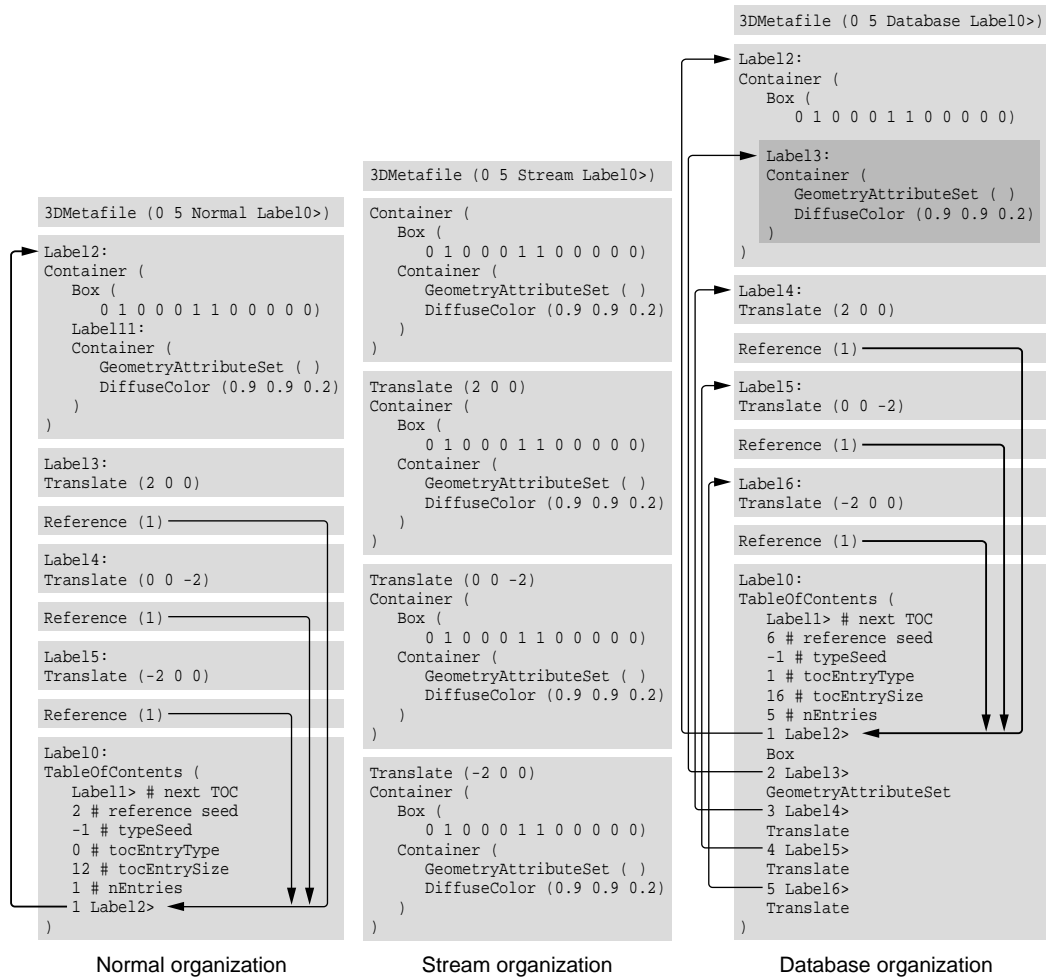 3DMetafile (0 5 Normal Label0>)
Label2:
Container (
Box (
0 1 0 0 0 1 1 0 0 0 0 0)
Label11:
Container (
GeometryAttributeSet ( )
DiffuseColor (0.9 0.9 0.2)
)
)
Label3:
Translate (2 0 0)
Reference (1)
Label4:
Translate (0 0 -2)
Reference (1)
Label5:
Translate (-2 0 0)
Reference (1)
Label0:
TableOfContents (
Label1> # next TOC
2 # reference seed
-1 # typeSeed
0 # tocEntryType
12 # tocEntrySize
1 # nEntries
1 Label2>
)
Normal organization
3DMetafile (0 5 Stream Label0>)
Container (
Box (
0 1 0 0 0 1 1 0 0 0 0 0)
Container (
GeometryAttributeSet ( )
DiffuseColor (0.9 0.9 0.2)
)
)
Translate (2 0 0)
Container (
Box (
0 1 0 0 0 1 1 0 0 0 0 0)
Container (
GeometryAttributeSet ( )
DiffuseColor (0.9 0.9 0.2)
)
)
Translate (0 0 -2)
Container (
Box (
0 1 0 0 0 1 1 0 0 0 0 0)
Container (
GeometryAttributeSet ( )
DiffuseColor (0.9 0.9 0.2)
)
)
Translate (-2 0 0)
Container (
Box (
0 1 0 0 0 1 1 0 0 0 0 0)
Container (
GeometryAttributeSet ( )
DiffuseColor (0.9 0.9 0.2)
)
)
Stream organization
3DMetafile (0 5 Database Label0>)
Label2:
Container (
Box (
0 1 0 0 0 1 1 0 0 0 0 0)
Label3:
Container (
GeometryAttributeSet ( )
DiffuseColor (0.9 0.9 0.2)
)
)
Label4:
Translate (2 0 0)
Reference (1)
Label5:
Translate (0 0 -2)
Reference (1)
Label6:
Translate (-2 0 0)
Reference (1)
Label0:
TableOfContents (
Label1> # next TOC
6 # reference seed
-1 # typeSeed
1 # tocEntryType
16 # tocEntrySize
5 # nEntries
1 Label2>
Box
2 Label3>
GeometryAttributeSet
3 Label4>
Translate
4 Label5>
Translate
5 Label6>
Translate
)
Database organization